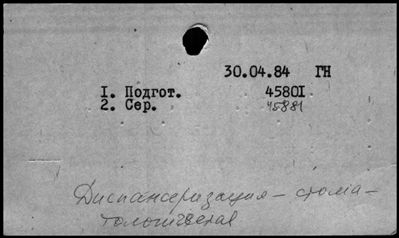 30.04.84 ГН
I. Подгот. 4580I
2. Сер. 45881
Диспансеризация – стома-
тологическая